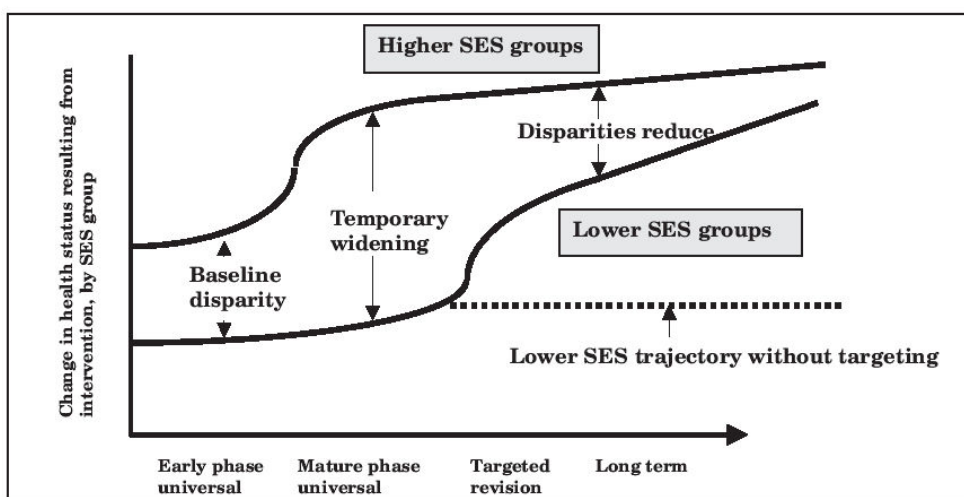 Higher SES groups
Change in health status resulting from
intervention, by SES group
Disparities reduce
Temporary
widening
Lower SES groups
Baseline
disparity
Lower SES trajectory without targeting
Early phase
universal
Mature phase
universal
Targeted
revision
Long term